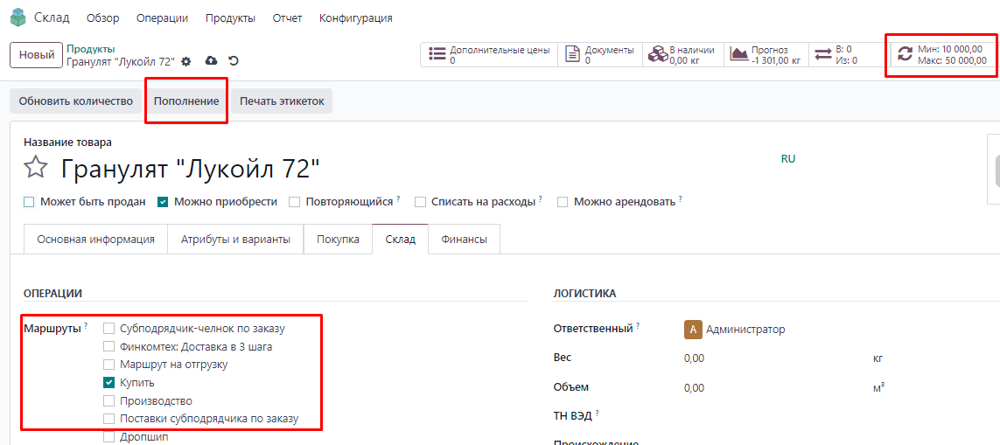 Склад Обзор Операции Продукты Отчет Конфигурация
Новый
Продукты
Гранулят "Лукойл 72"
Дополнительные цены
0
Документы
0
В наличии
0,00 кг
Прогноз
-1 301,00 кг
В: 0
Из: 0
Мин: 10 000,00
Макс: 50 000,00
Обновить количество Пополнение Печать этикеток
Название товара
Гранулят "Лукойл 72"
RU
Может быть продан Можно приобрести Повторяющийся ? Списать на расходы ? Можно арендовать ?
Основная информация Атрибуты и варианты Покупка Склад Финансы
ОПЕРАЦИИ
Маршруты ?
Субподрядчик-челнок по заказу
Финкомтех: Доставка в 3 шага
Маршрут на отгрузку
Купить
Производство
Поставки субподрядчика по заказу
Дропшип
ЛОГИСТИКА
Ответственный ? А Администратор
Вес 0,00 кг
Объем 0,00 м³
ТН ВЭД ?
Происхождение